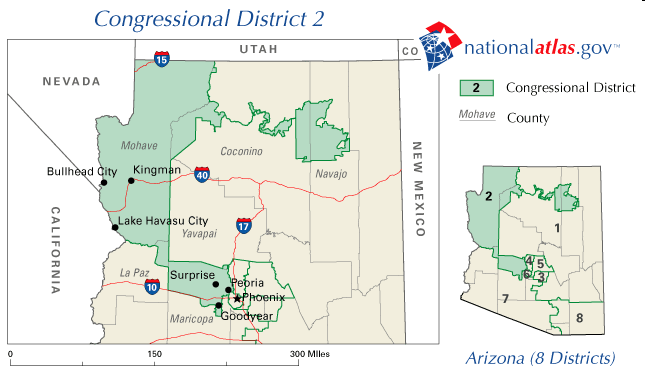 Congressional District 2
UTAH
CO
NEVADA
15
nationalatlas.gov™
2 Congressional District
Mohave County
Mohave
Coconino
Navajo
Bullhead City
Kingman
40
NEW MEXICO
CALIFORNIA
Lake Havasu City
Yavapai
17
La Paz
10
Surprise
Peoria
Phoenix
Goodyear
Maricopa
2
1
4
5
6
3
7
8
0 150 300 Miles
Arizona (8 Districts)